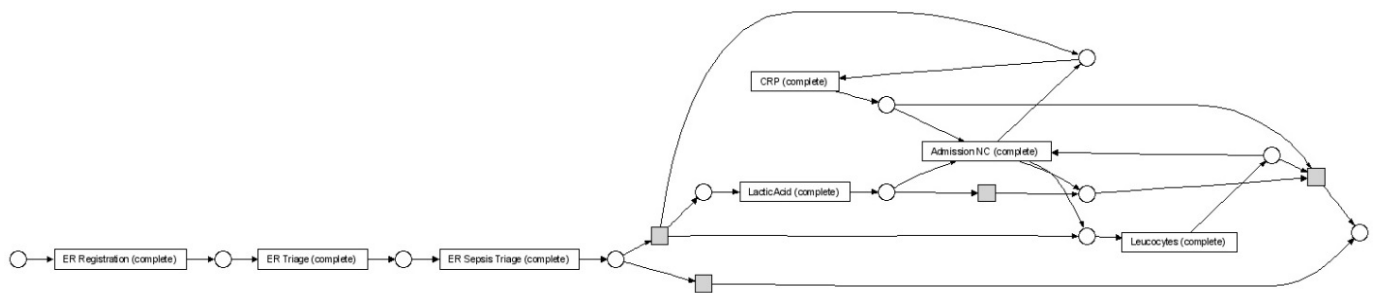 CRP (complete)
Admission NC (complete)
LacticAcid (complete)
Leucocytes (complete)
ER Registration (complete)
ER Triage (complete)
ER Sepsis Triage (complete)